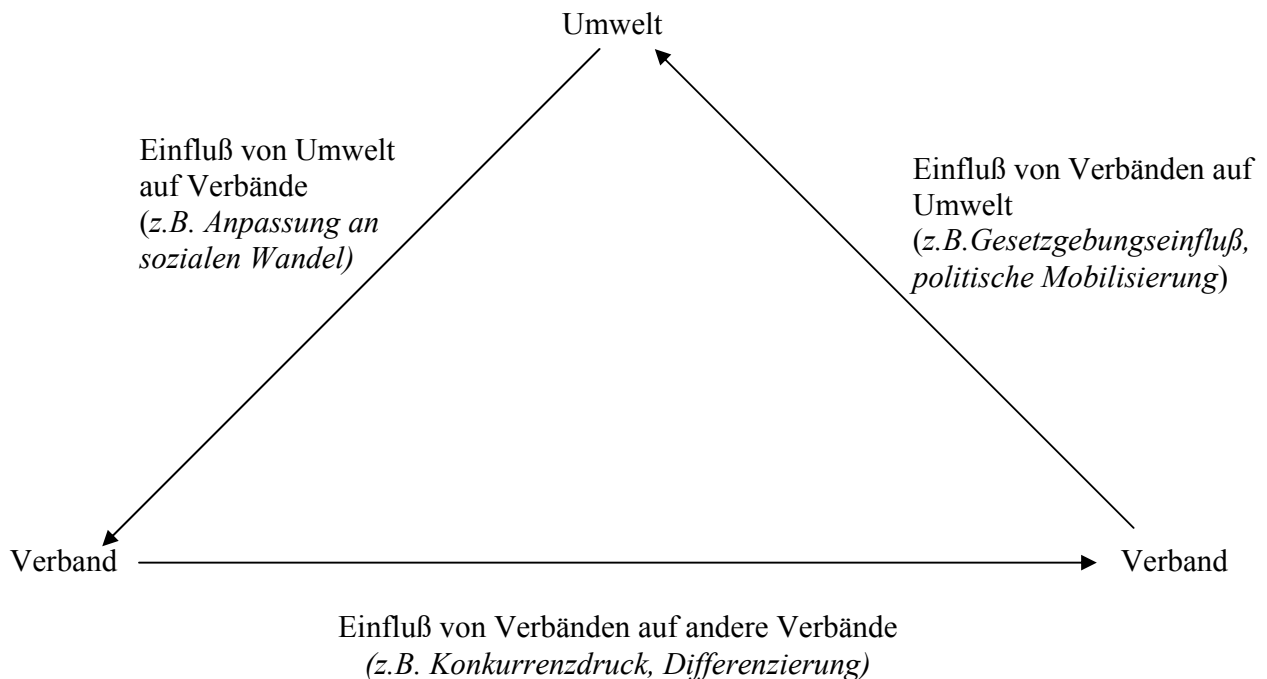 Umwelt
Einfluß von Umwelt
auf Verbände
(z.B. Anpassung an
sozialen Wandel)
Einfluß von Verbänden auf
Umwelt
(z.B.Gesetzgebungseinfluß,
politische Mobilisierung)
Verband
Verband
Einfluß von Verbänden auf andere Verbände
(z.B. Konkurrenzdruck, Differenzierung)